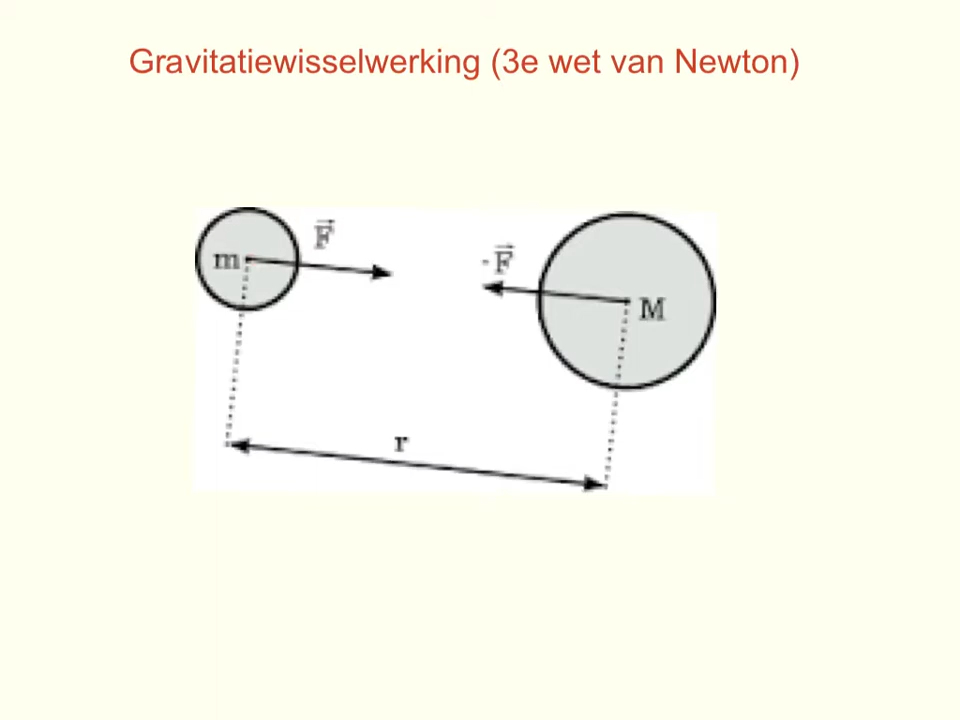 Gravitatiewisselwerking (3e wet van Newton)
m
F⃗
-F⃗
M
r